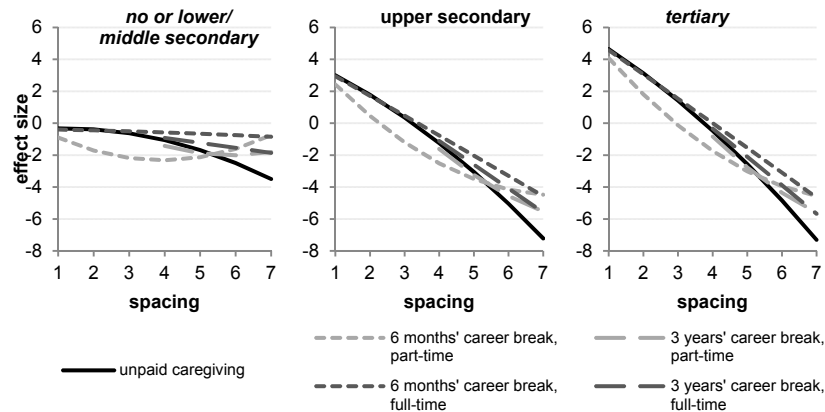 no or lower/
middle secondary
upper secondary
tertiary
effect size
6
4
2
0
-2
-4
-6
-8
1 2 3 4 5 6 7
spacing
6
4
2
0
-2
-4
-6
-8
1 2 3 4 5 6 7
spacing
6
4
2
0
-2
-4
-6
-8
1 2 3 4 5 6 7
spacing
unpaid caregiving
6 months' career break,
part-time
3 years' career break,
part-time
6 months' career break,
full-time
3 years' career break,
full-time